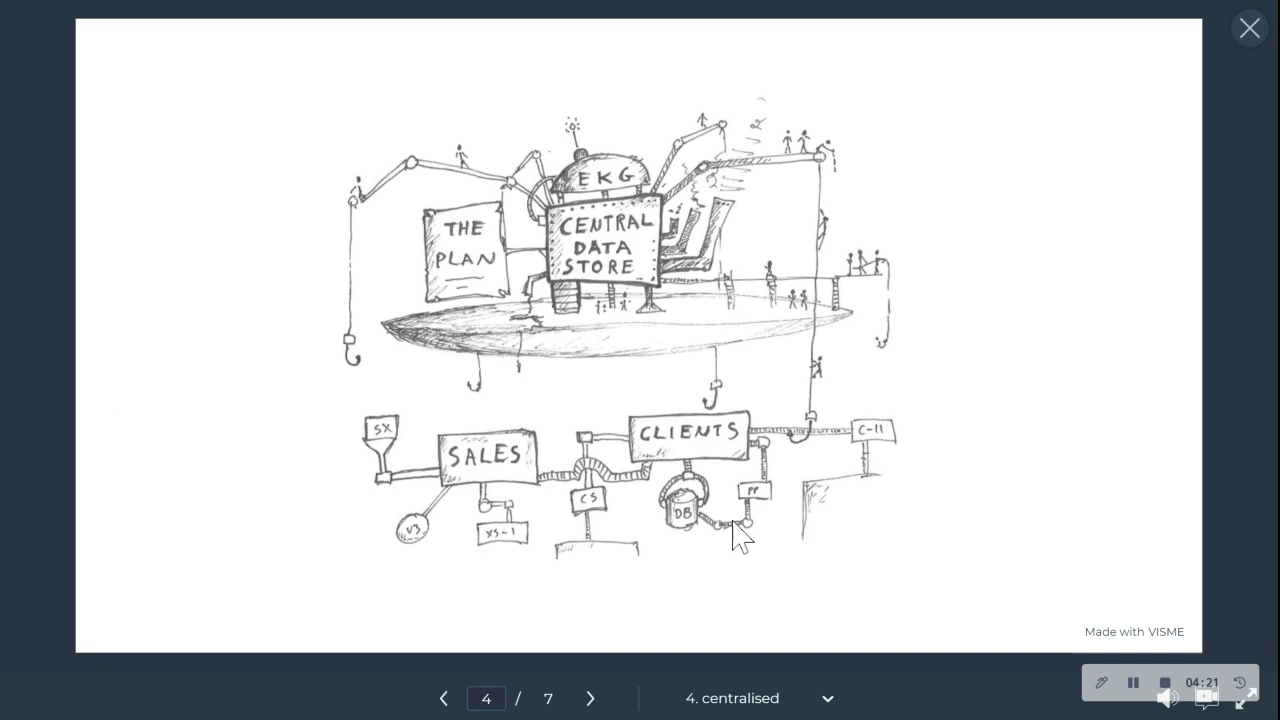 EKG
THE
PLAN
CENTRAL
DATA
STORE
SX
SALES
CLIENTS
C-11
CS
DB
PP
V3
XS-1
Made with VISME
4 / 7
4. centralised
04:21